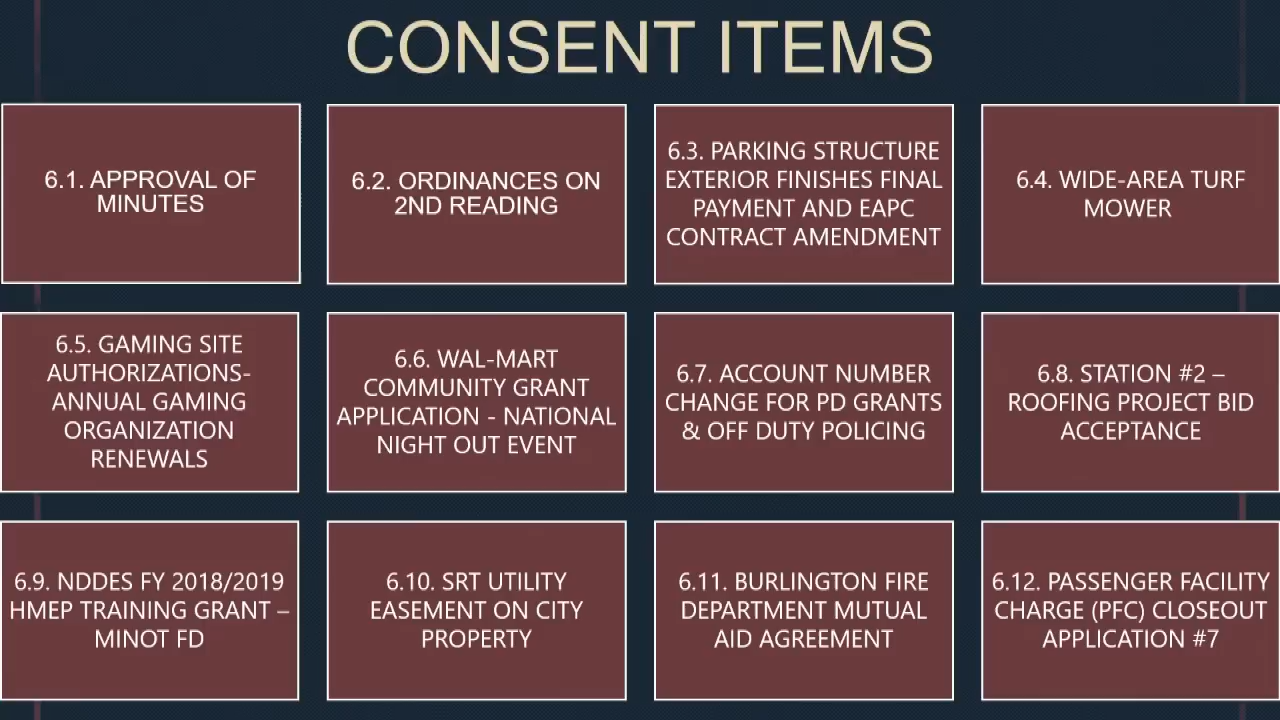 CONSENT ITEMS
6.1. APPROVAL OF
MINUTES
6.2. ORDINANCES ON
2ND READING
6.3. PARKING STRUCTURE
EXTERIOR FINISHES FINAL
PAYMENT AND EAPC
CONTRACT AMENDMENT
6.4. WIDE-AREA TURF
MOWER
6.5. GAMING SITE
AUTHORIZATIONS-
ANNUAL GAMING
ORGANIZATION
RENEWALS
6.6. WAL-MART
COMMUNITY GRANT
APPLICATION - NATIONAL
NIGHT OUT EVENT
6.7. ACCOUNT NUMBER
CHANGE FOR PD GRANTS
& OFF DUTY POLICING
6.8. STATION #2 –
ROOFING PROJECT BID
ACCEPTANCE
6.9. NDDES FY 2018/2019
HMEP TRAINING GRANT –
MINOT FD
6.10. SRT UTILITY
EASEMENT ON CITY
PROPERTY
6.11. BURLINGTON FIRE
DEPARTMENT MUTUAL
AID AGREEMENT
6.12. PASSENGER FACILITY
CHARGE (PFC) CLOSEOUT
APPLICATION #7